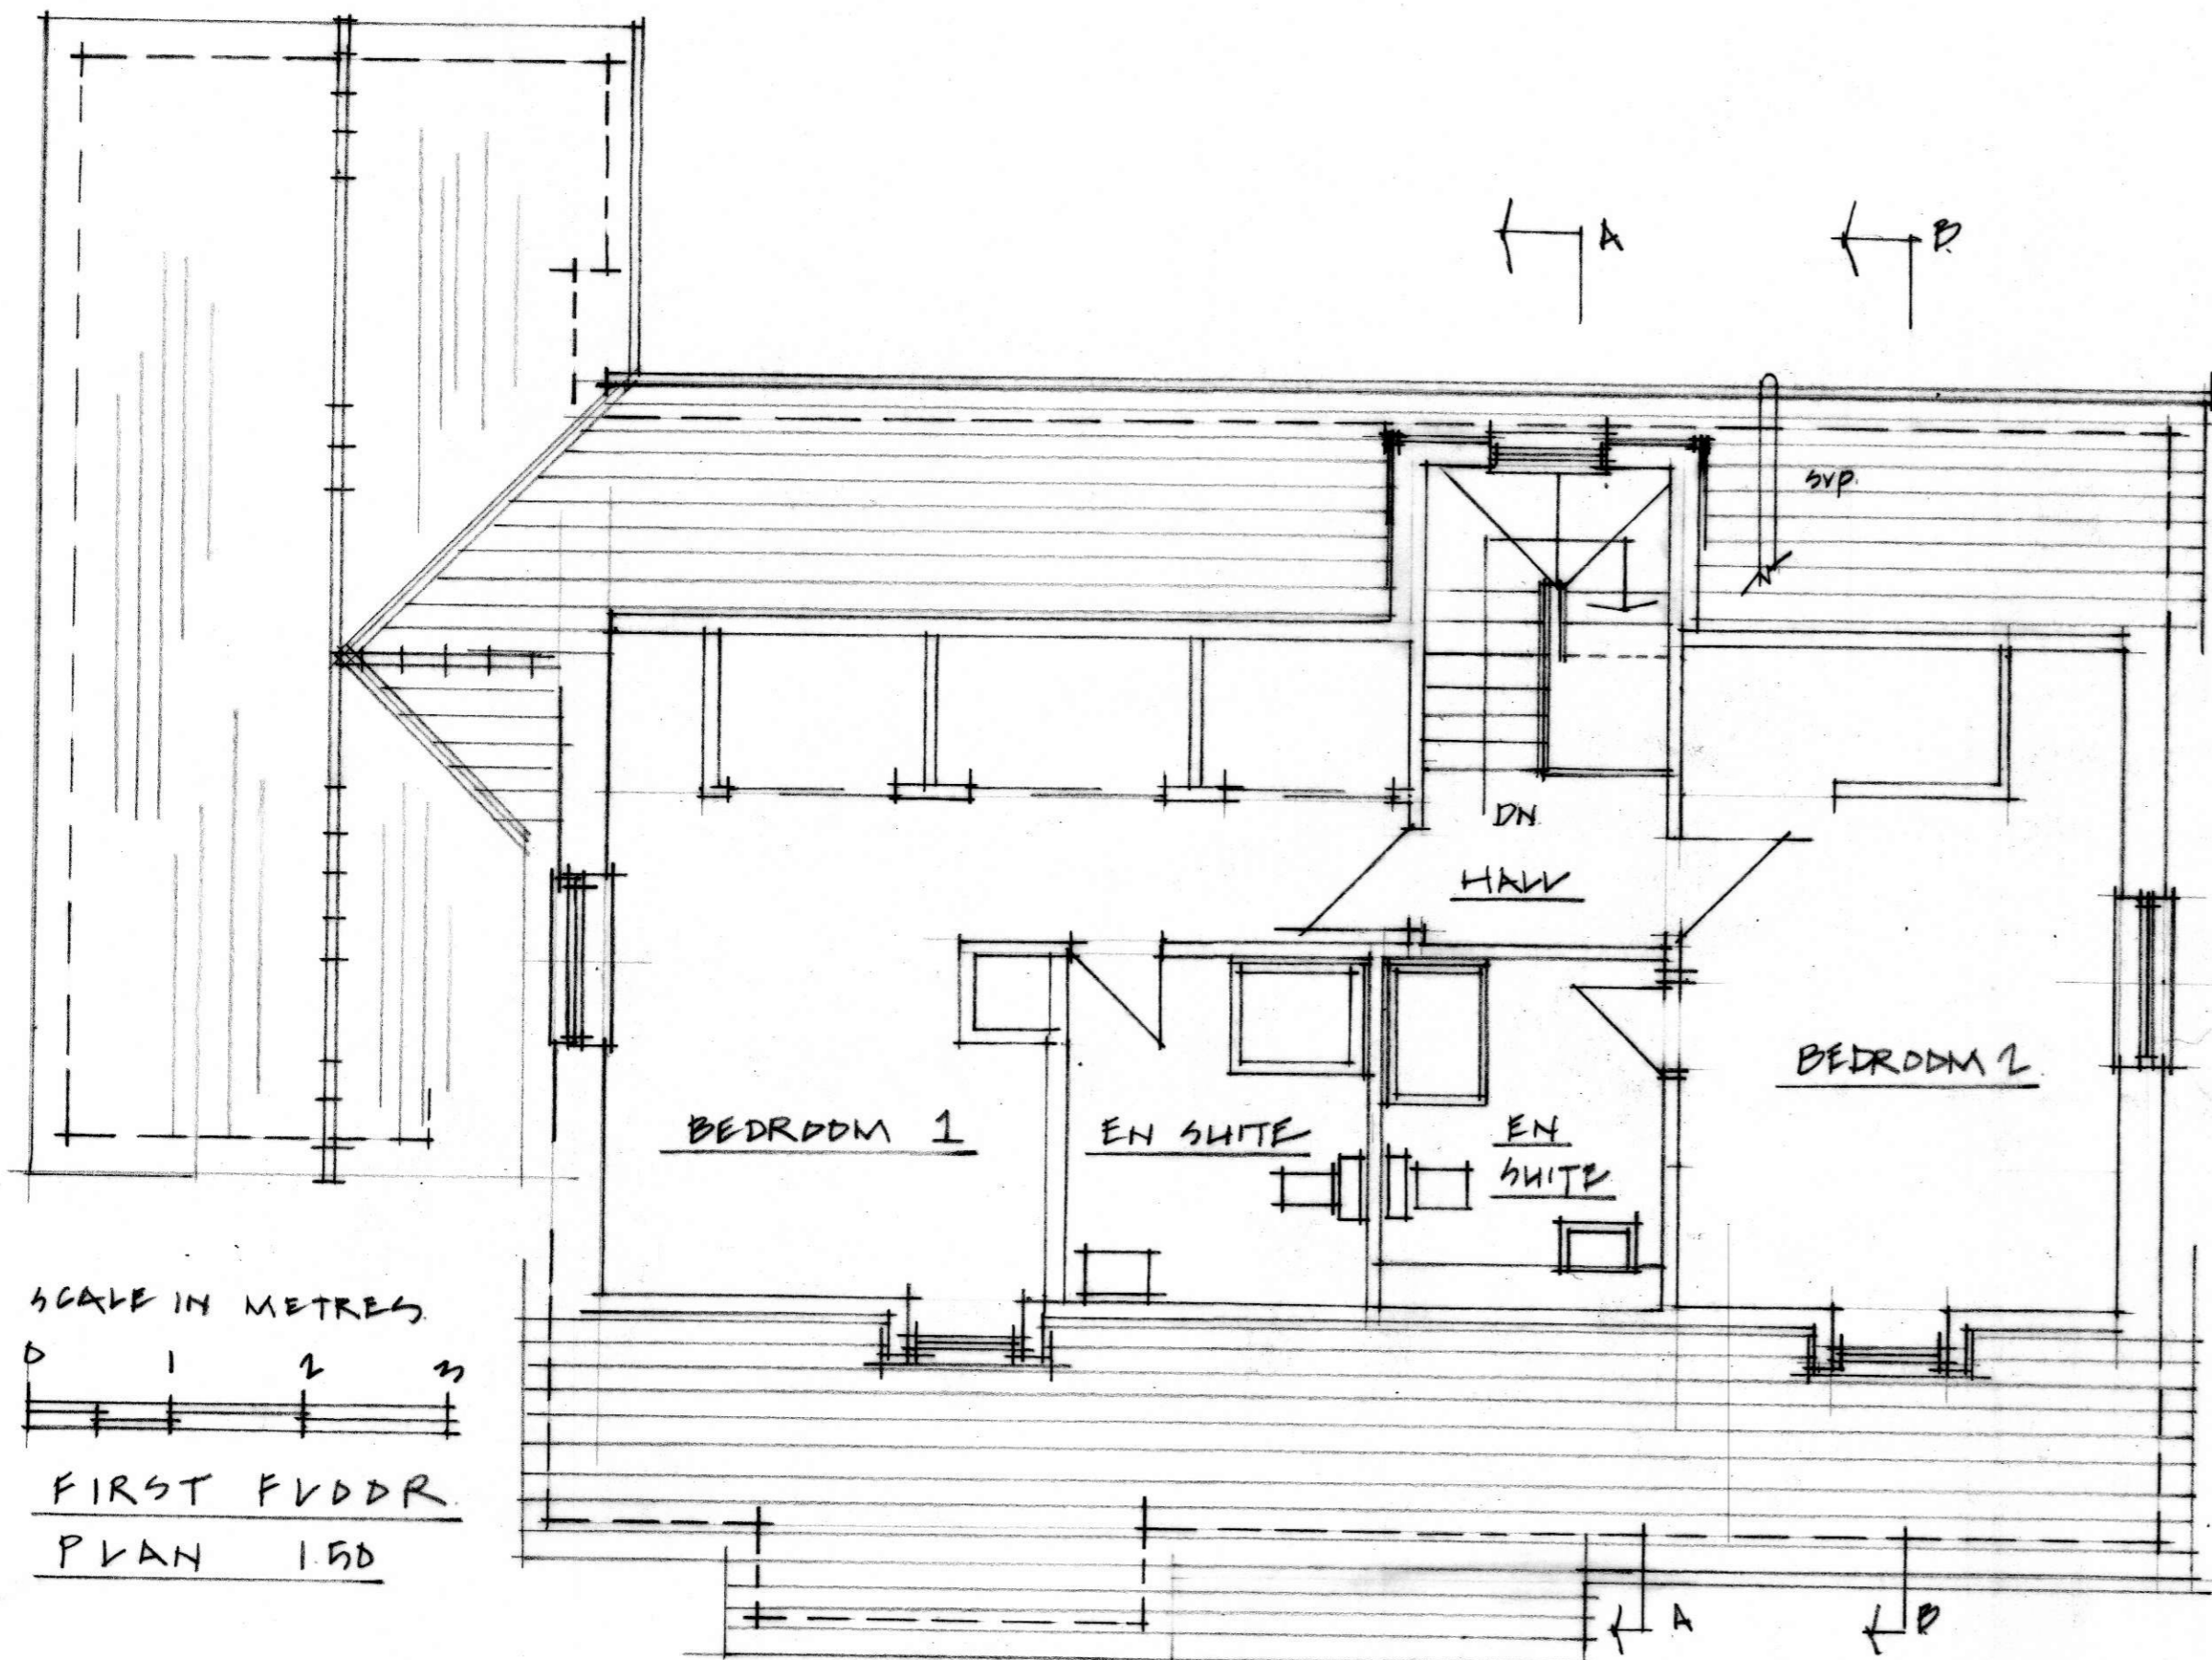 A
B
SVP.
DN
HALL
BEDROOM 2.
BEDROOM 1
EN SUITE
EN
SUITE
SCALE IN METRES
0 1 2 3
FIRST FLOOR
PLAN 1.50
A
B